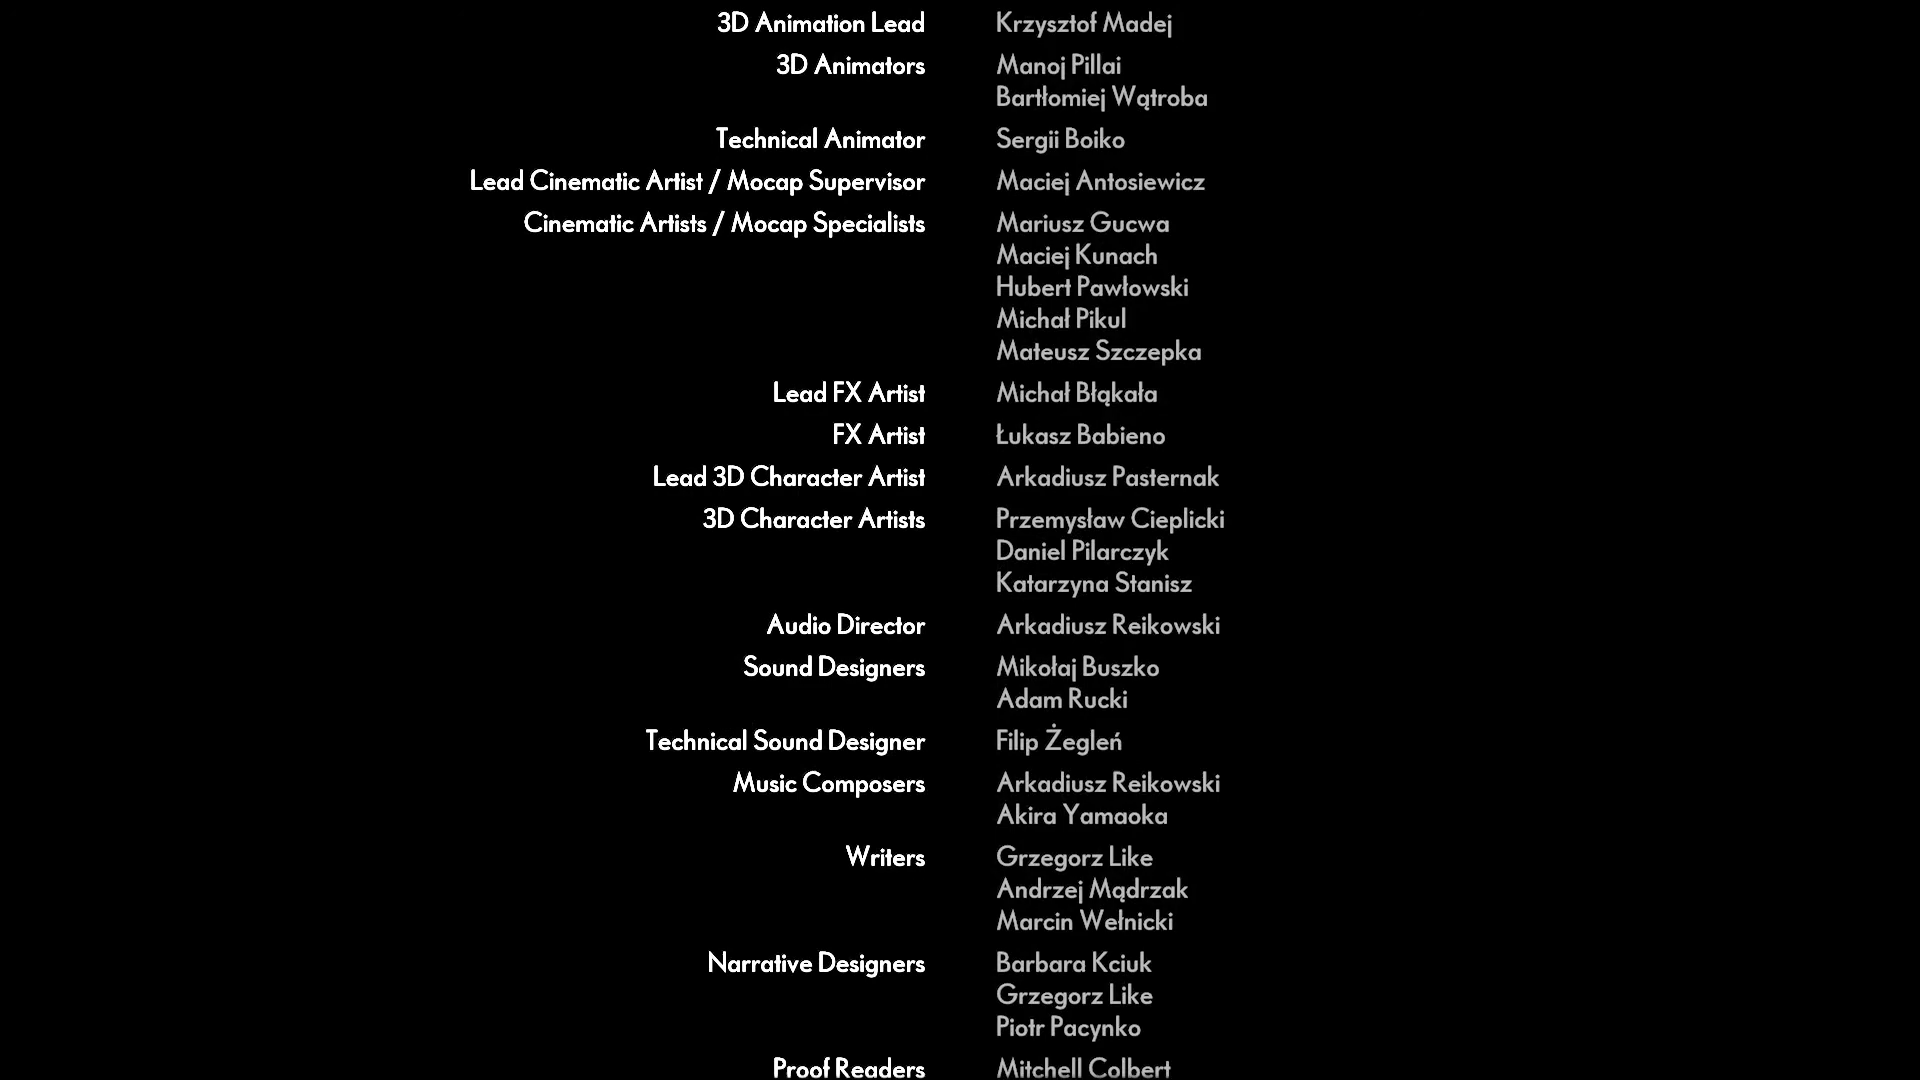 3D Animation Lead Krzysztof Madej
3D Animators Manoj Pillai
Bartłomiej Wątroba
Technical Animator Sergii Boiko
Lead Cinematic Artist / Mocap Supervisor Maciej Antosiewicz
Cinematic Artists / Mocap Specialists Mariusz Gucwa
Maciej Kunach
Hubert Pawłowski
Michał Pikul
Mateusz Szczepka
Lead FX Artist Michał Błąkała
FX Artist Łukasz Babieno
Lead 3D Character Artist Arkadiusz Pasternak
3D Character Artists Przemysław Cieplicki
Daniel Pilarczyk
Katarzyna Stanisz
Audio Director Arkadiusz Reikowski
Sound Designers Mikołaj Buszko
Adam Rucki
Technical Sound Designer Filip Żegleń
Music Composers Arkadiusz Reikowski
Akira Yamaoka
Writers Grzegorz Like
Andrzej Mądrzak
Marcin Wełnicki
Narrative Designers Barbara Kciuk
Grzegorz Like
Piotr Pacynko
Proof Readers Mitchell Colbert